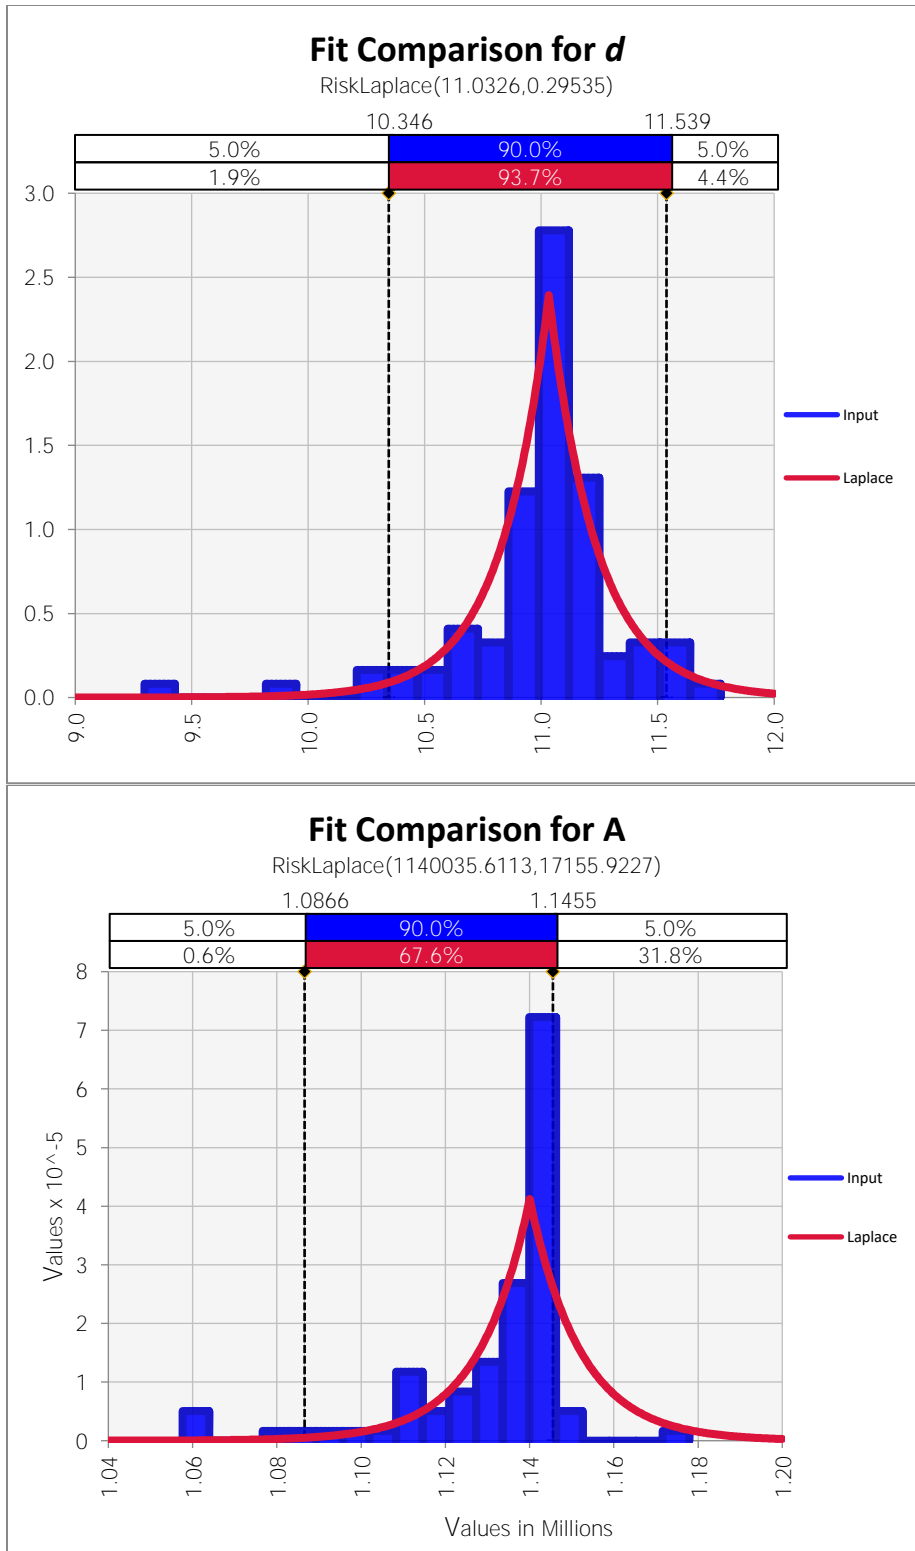 Fit Comparison for d
RiskLaplace(11.0326,0.29535)
10.346 11.539
5.0% 90.0% 5.0%
1.9% 93.7% 4.4%
3.0
2.5
2.0
1.5
1.0
0.5
0.0
Input
Laplace
9.0 9.5 10.0 10.5 11.0 11.5 12.0
Fit Comparison for A
RiskLaplace(1140035.6113,17155.9227)
1.0866 1.1455
5.0% 90.0% 5.0%
0.6% 67.6% 31.8%
8
7
6
5
4
3
2
1
0
Values x 10^-5
Input
Laplace
1.04 1.06 1.08 1.10 1.12 1.14 1.16 1.18 1.20
Values in Millions